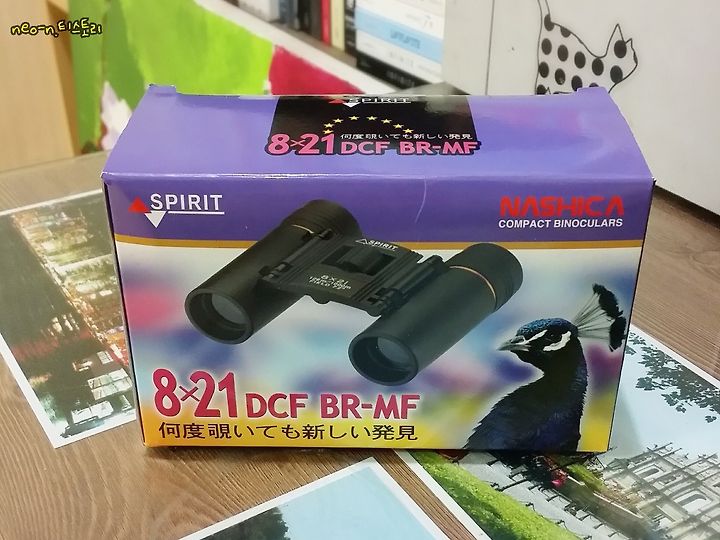 neo-n.티스토리
SPIRIT
8×21 DCF BR-MF
何度覗いても新しい発見
SPIRIT
NASHICA
COMPACT BINOCULARS
SPIRIT
8×21
8×21 DCF BR-MF
何度覗いても新しい発見